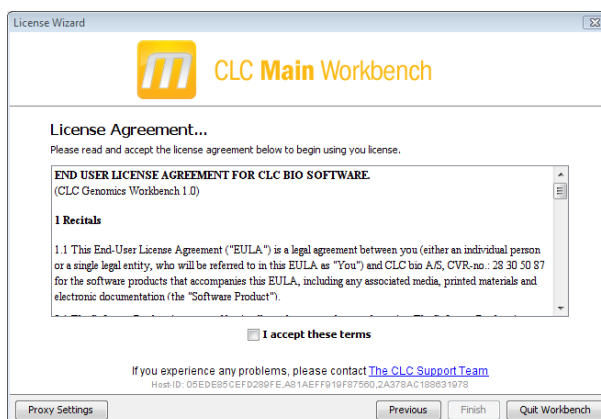 License Wizard
CLC Main Workbench
License Agreement...
Please read and accept the license agreement below to begin using you license.
END USER LICENSE AGREEMENT FOR CLC BIO SOFTWARE.
(CLC Genomics Workbench 1.0)
1 Recitals
1.1 This End-User License Agreement ("EULA") is a legal agreement between you (either an individual person
or a single legal entity, who will be referred to in this EULA as "You") and CLC bio A/S, CVR-no.: 28 30 50 87
for the software products that accompanies this EULA, including any associated media, printed materials and
electronic documentation (the "Software Product").
I accept these terms
If you experience any problems, please contact The CLC Support Team
Host-ID: 05EDE85CEFD289FE,A81AEFF919F87560,2A378AC188631978
Proxy Settings
Previous
Finish
Quit Workbench